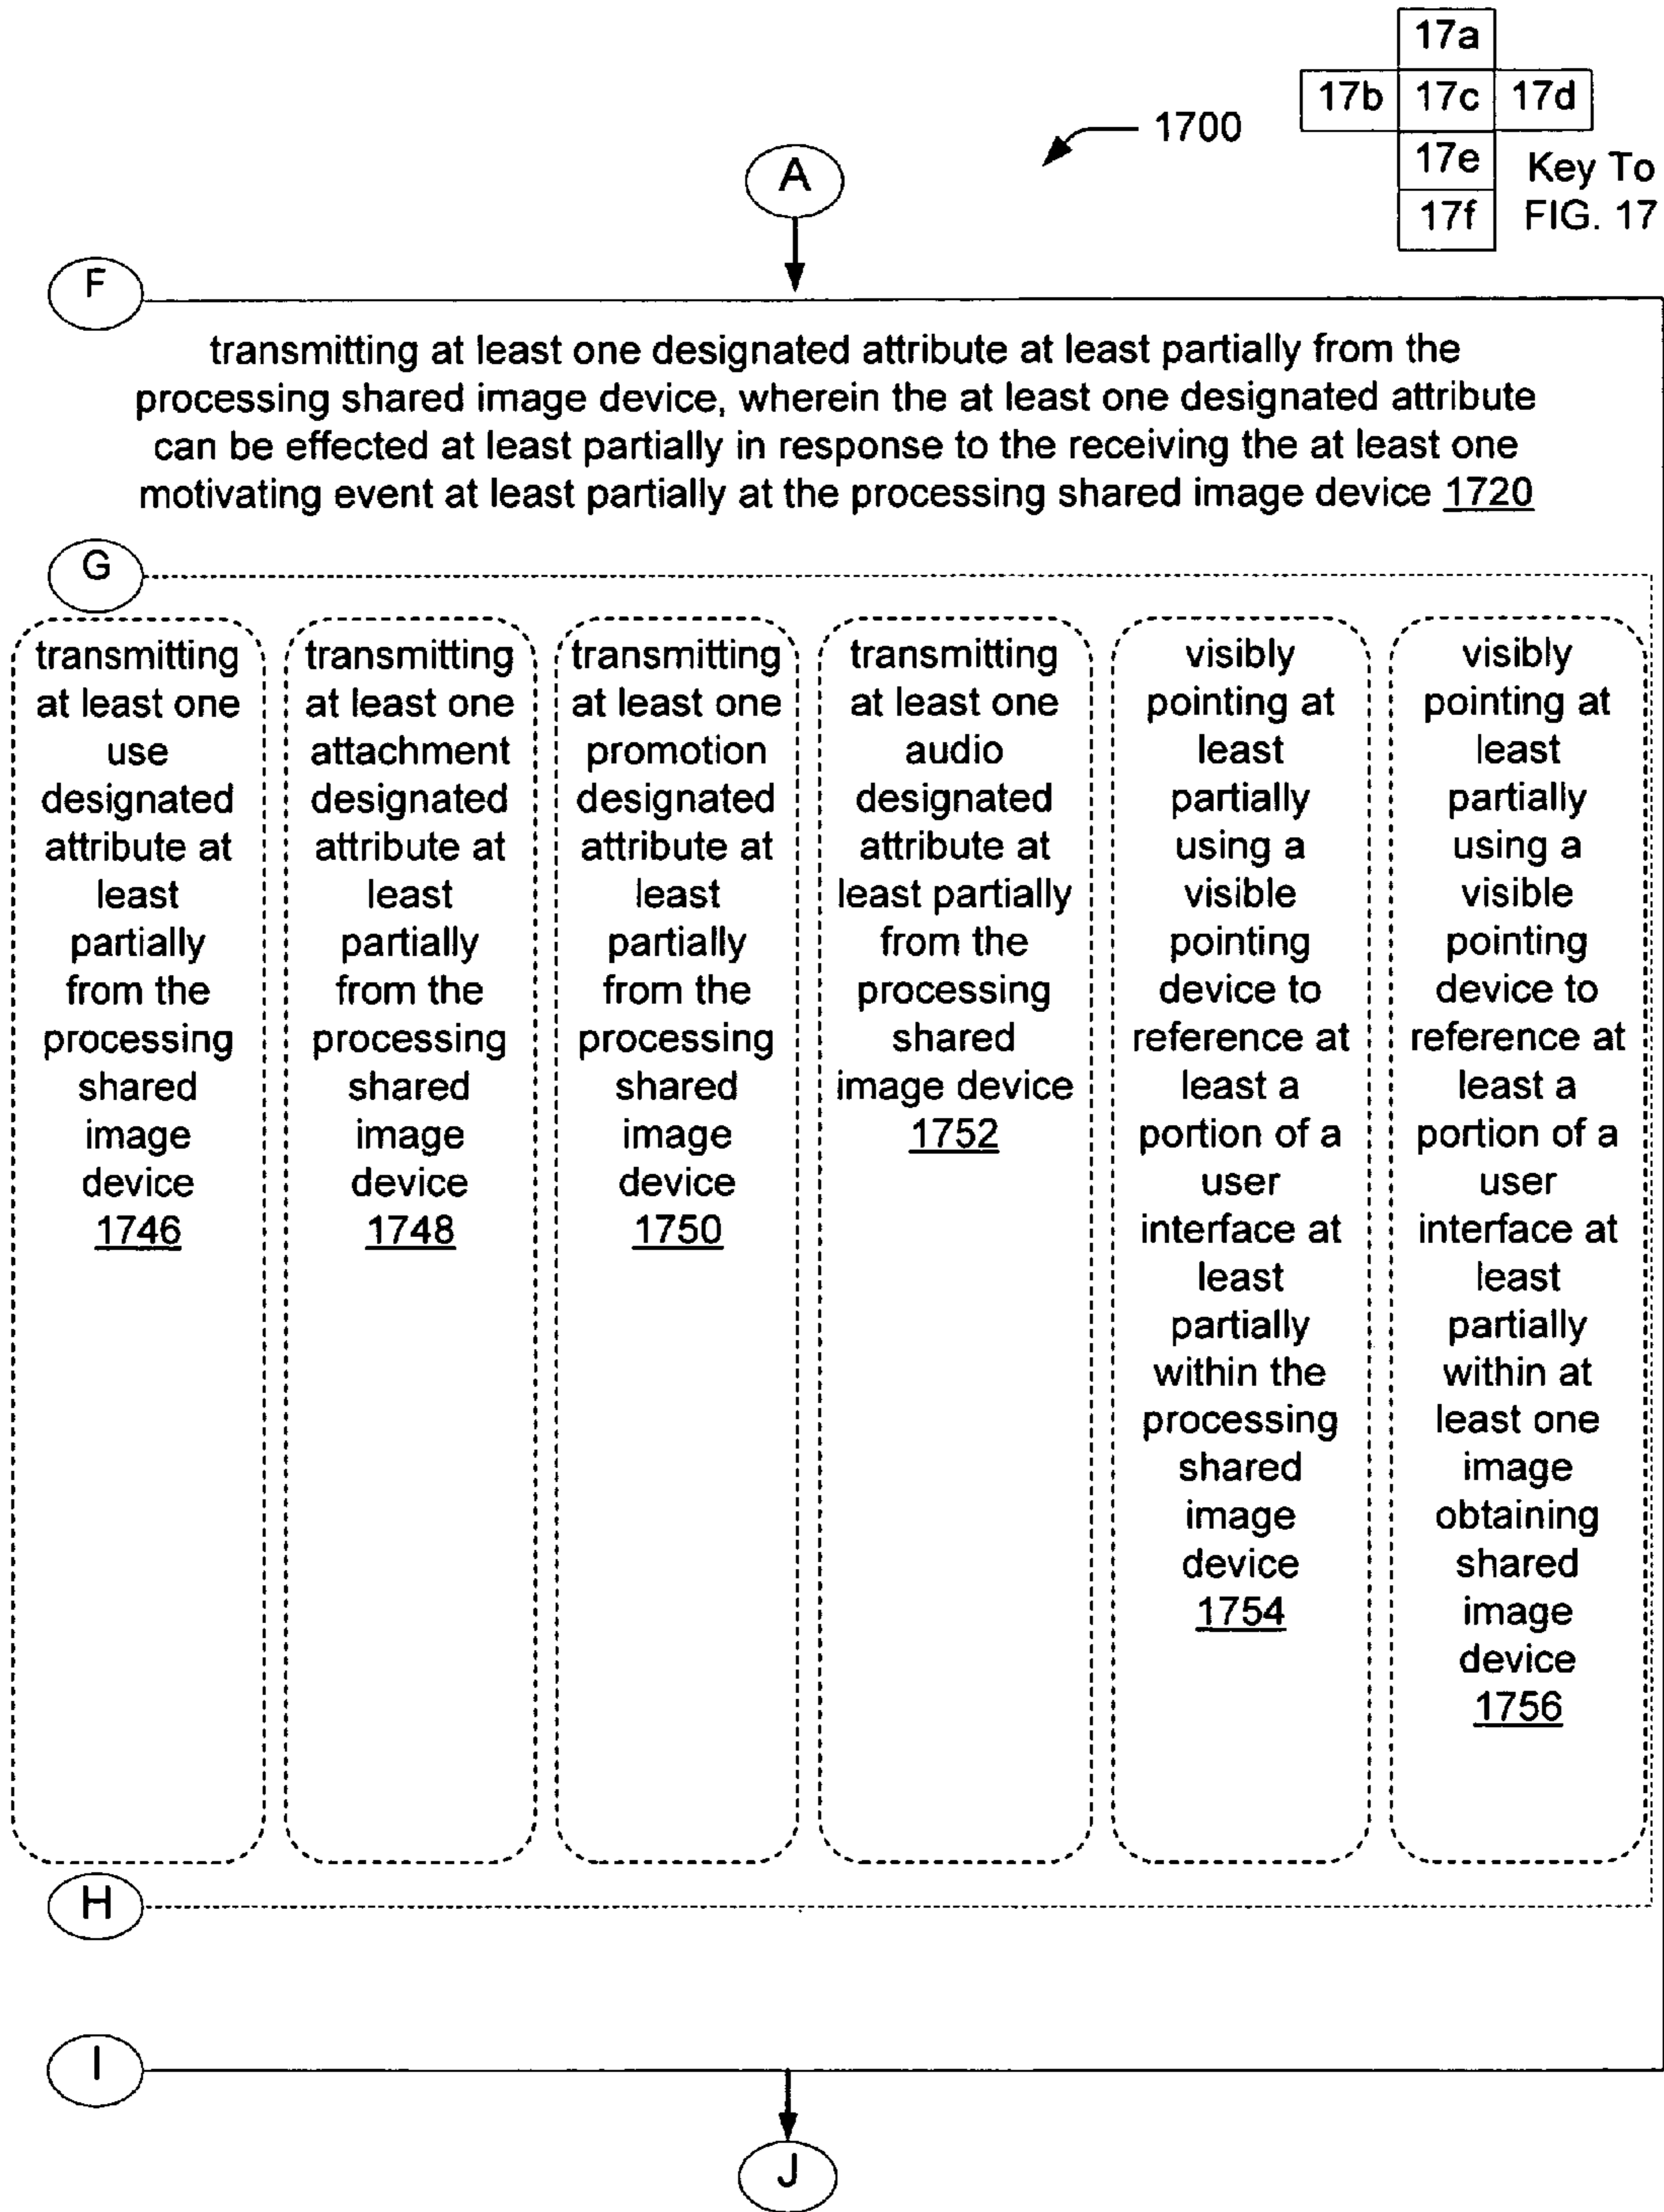 17a
17b 17c 17d
17e
17f
Key To
FIG. 17
1700
A
F
transmitting at least one designated attribute at least partially from the
processing shared image device, wherein the at least one designated attribute
can be effected at least partially in response to the receiving the at least one
motivating event at least partially at the processing shared image device 1720
G
transmitting
at least one
use
designated
attribute at
least
partially
from the
processing
shared
image
device
1746
transmitting
at least one
attachment
designated
attribute at
least
partially
from the
processing
shared
image
device
1748
transmitting
at least one
promotion
designated
attribute at
least
partially
from the
processing
shared
image
device
1750
transmitting
at least one
audio
designated
attribute at
least partially
from the
processing
shared
image device
1752
visibly
pointing at
least
partially
using a
visible
pointing
device to
reference at
least a
portion of a
user
interface at
least
partially
within the
processing
shared
image
device
1754
visibly
pointing at
least
partially
using a
visible
pointing
device to
reference at
least a
portion of a
user
interface at
least
partially
within at
least one
image
obtaining
shared
image
device
1756
H
I
J